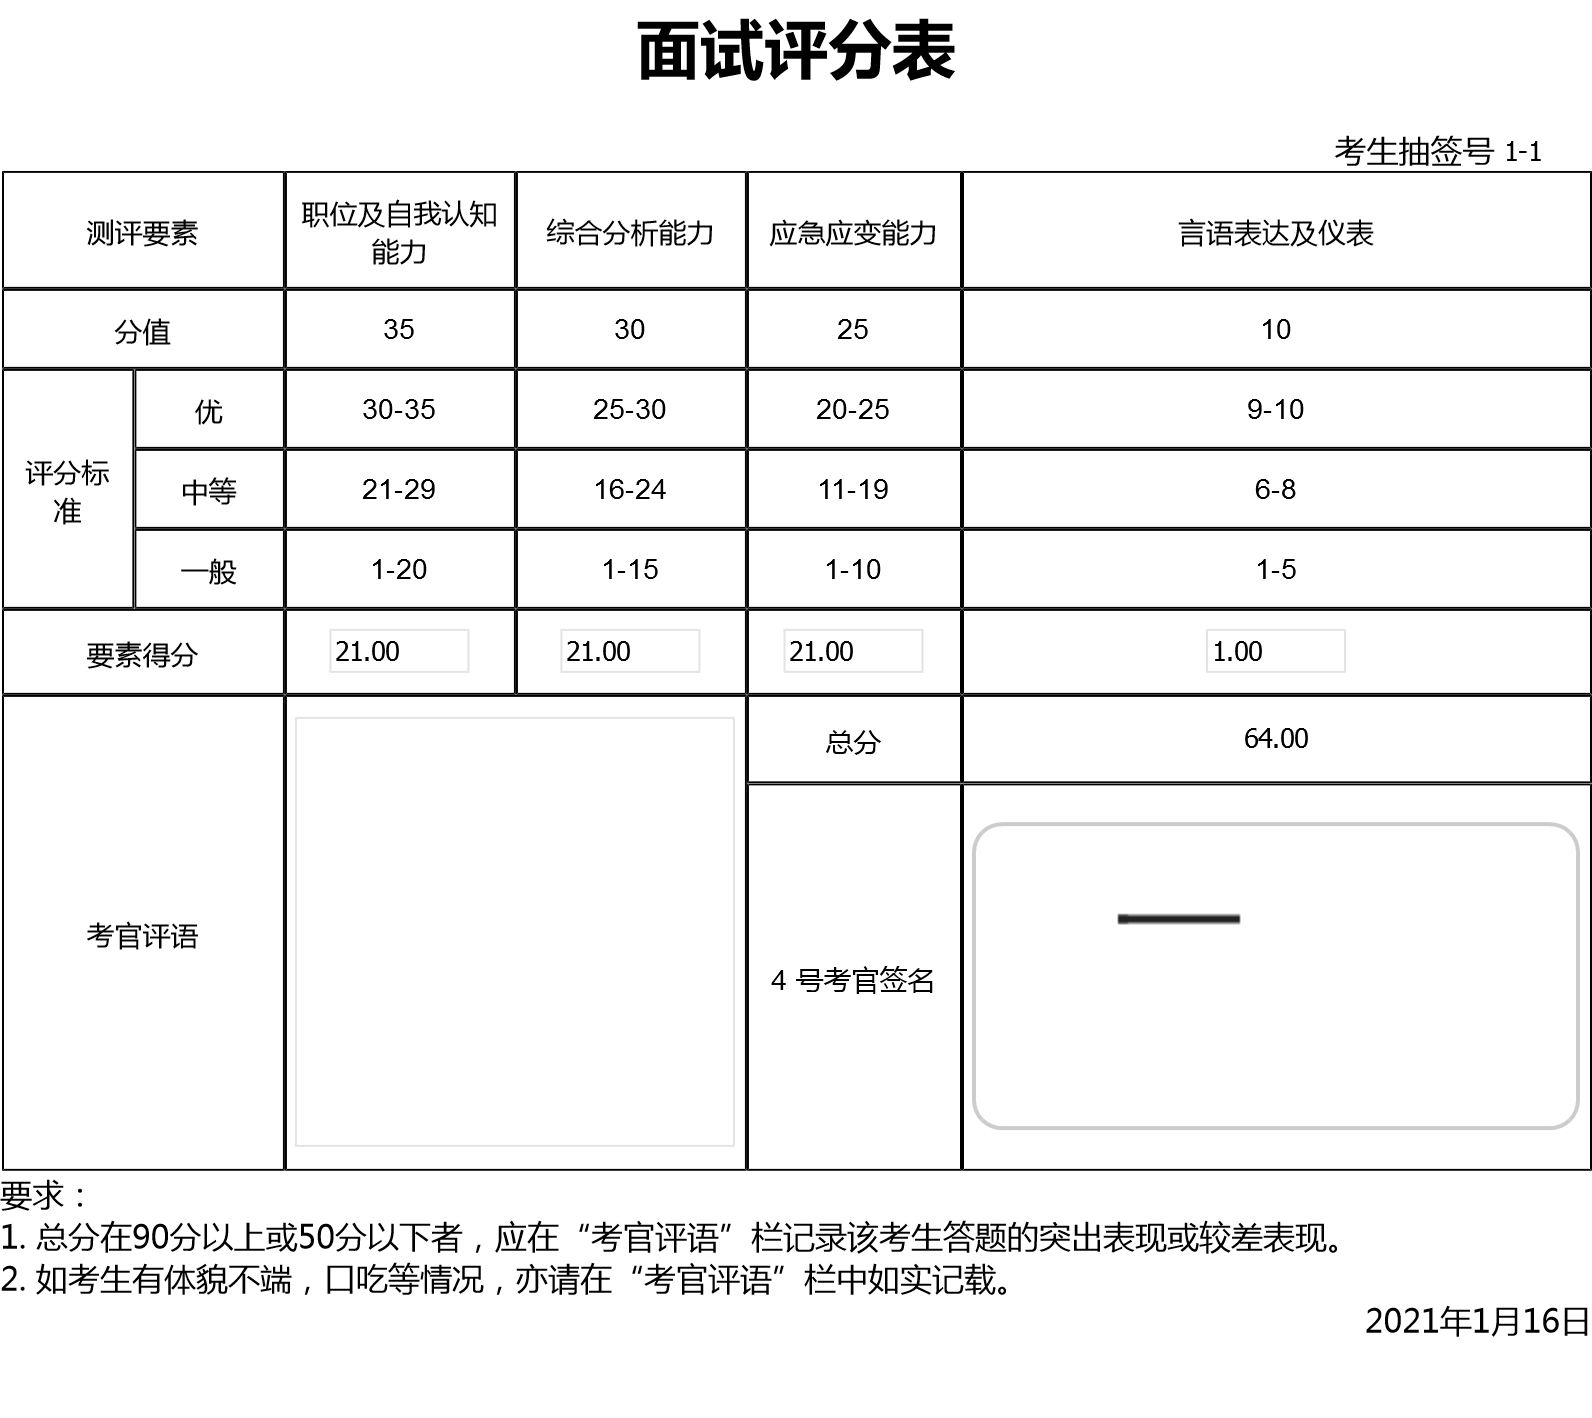 面试评分表
考生抽签号 1-1
测评要素 职位及自我认知 综合分析能力 应急应变能力 言语表达及仪表
能力
分值 35 30 25 10
评分标 优 30-35 25-30 20-25 9-10
准 中等 21-29 16-24 11-19 6-8
一般 1-20 1-15 1-10 1-5
要素得分 21.00 21.00 21.00 1.00
总分 64.00
考官评语
4 号考官签名
要求：
1. 总分在90分以上或50分以下者，应在“考官评语”栏记录该考生答题的突出表现或较差表现。
2. 如考生有体貌不端，口吃等情况，亦请在“考官评语”栏中如实记载。
2021年1月16日